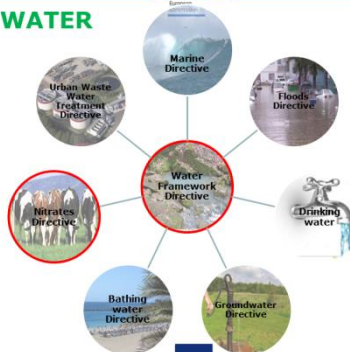 WATER
Marine
Directive
Urban Waste
Water
Treatment
Directive
Floods
Directive
Water
Framework
Directive
Nitrates
Directive
Drinking
water
Bathing
water
Directive
Groundwater
Directive